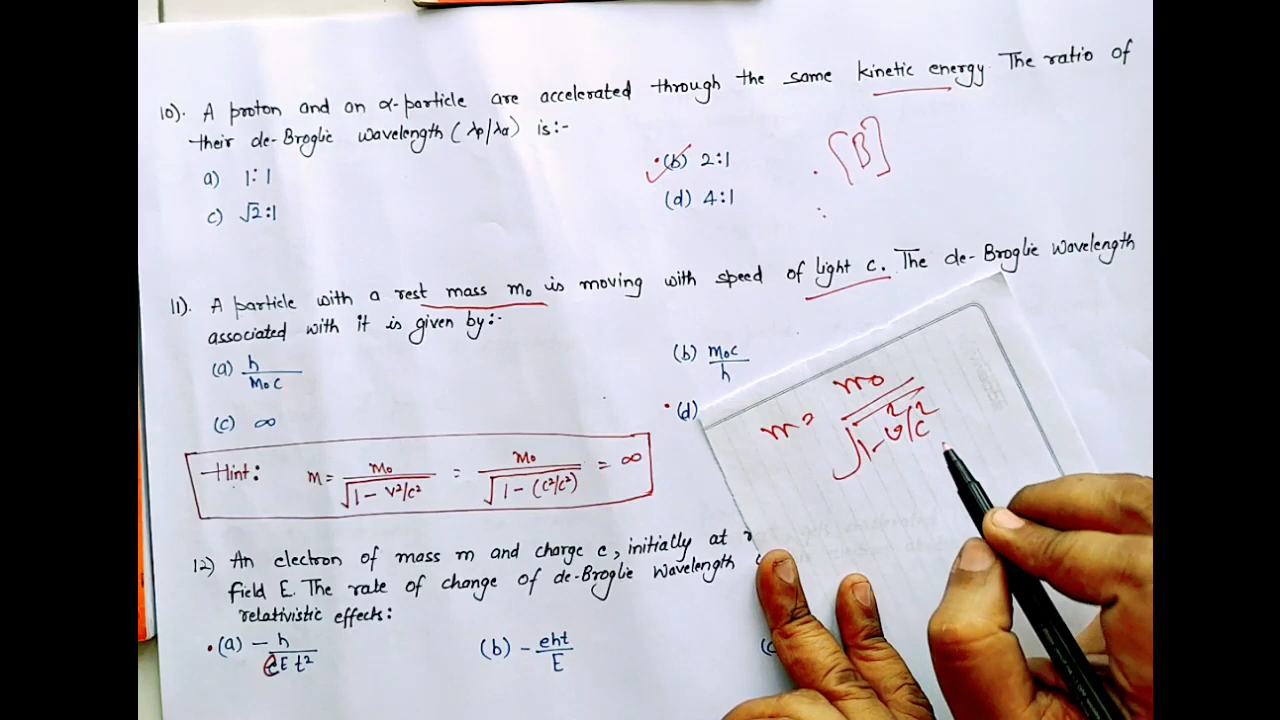 10). A proton and an α-particle are accelerated through the same kinetic energy. The ratio of
their de-Broglie wavelength (λp/λα) is:-
a) 1:1
(b) 2:1
[B]
c) √2:1
(d) 4:1
11). A particle with a rest mass m₀ is moving with speed of light c. The de-Broglie Wavelength
associated with it is given by:-
(a) h/m₀c
(b) m₀c/h
(c) ∞
(d)
m = m₀/√1-v²/c²
Hint: m = m₀/√1 - v²/c² = m₀/√1 - (c²/c²) = ∞
12) An electron of mass m and charge e, initially at
field E. The rate of change of de-Broglie Wavelength
relativistic effects:
(a) -h/eEt²
(b) -eht/E